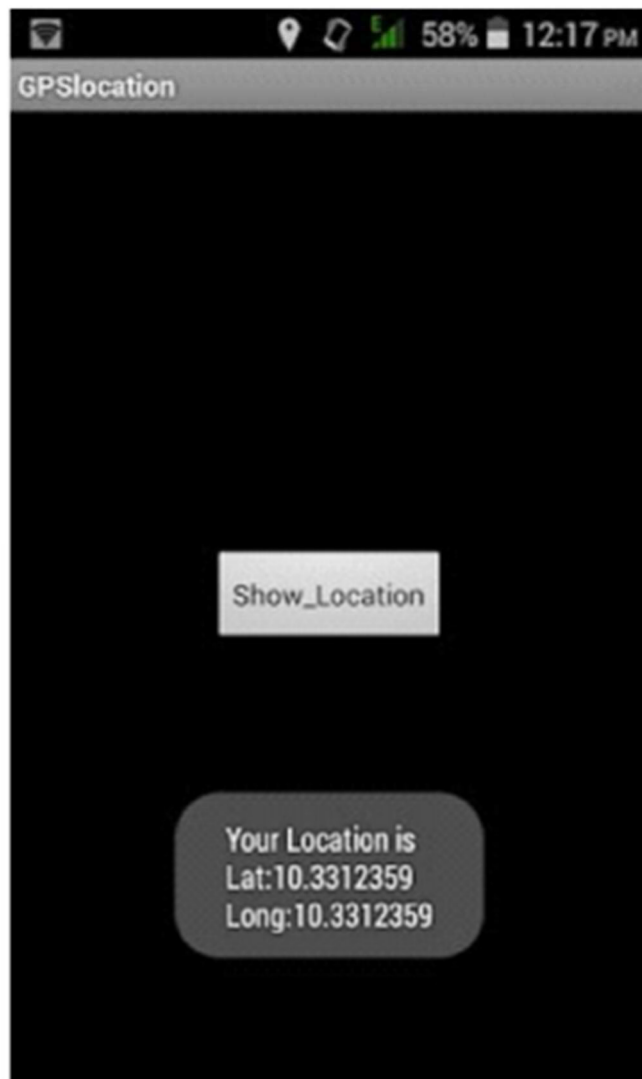 E 58% 12:17 PM
GPSlocation
Show_Location
Your Location is
Lat:10.3312359
Long:10.3312359